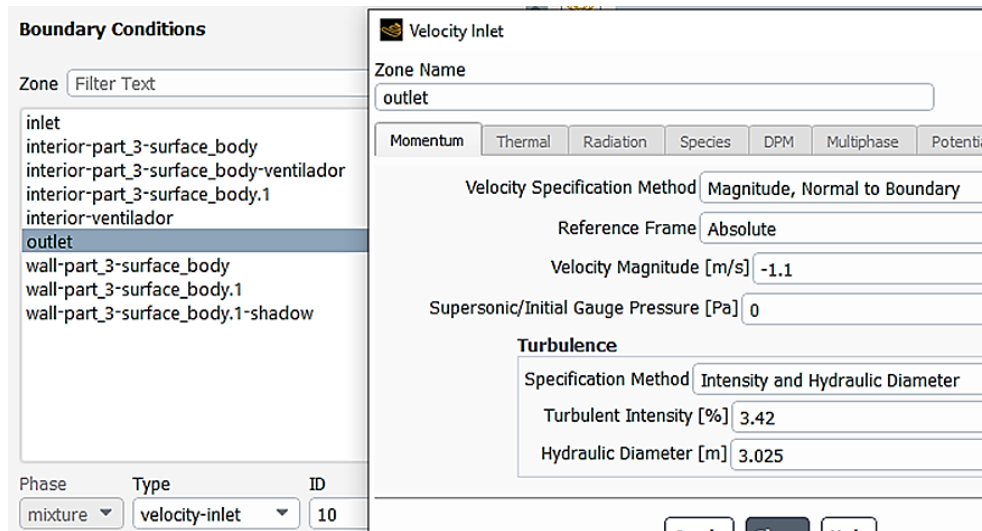 Boundary Conditions
Zone Filter Text
inlet
interior-part_3-surface_body
interior-part_3-surface_body-ventilador
interior-part_3-surface_body.1
interior-ventilador
outlet
wall-part_3-surface_body
wall-part_3-surface_body.1
wall-part_3-surface_body.1-shadow
Phase Type ID
mixture velocity-inlet 10
Velocity Inlet
Zone Name
outlet
Momentum Thermal Radiation Species DPM Multiphase Potenti
Velocity Specification Method Magnitude, Normal to Boundary
Reference Frame Absolute
Velocity Magnitude [m/s] -1.1
Supersonic/Initial Gauge Pressure [Pa] 0
Turbulence
Specification Method Intensity and Hydraulic Diameter
Turbulent Intensity [%] 3.42
Hydraulic Diameter [m] 3.025